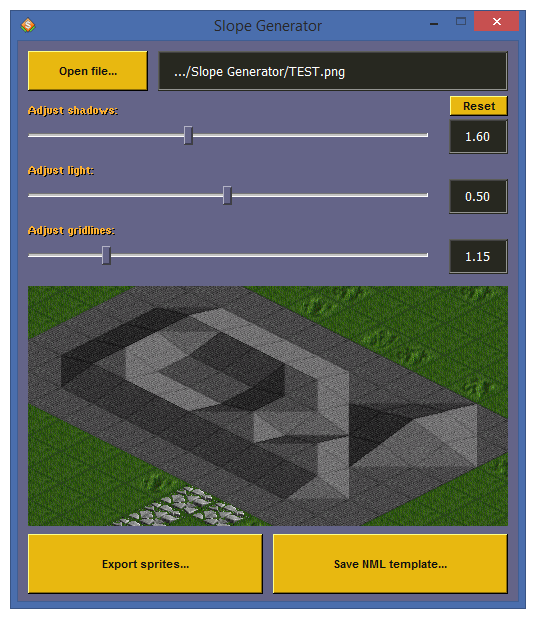 Slope Generator
Open file...
.../Slope Generator/TEST.png
Adjust shadows:
Reset
1.60
Adjust light:
0.50
Adjust gridlines:
1.15
Export sprites...
Save NML template...